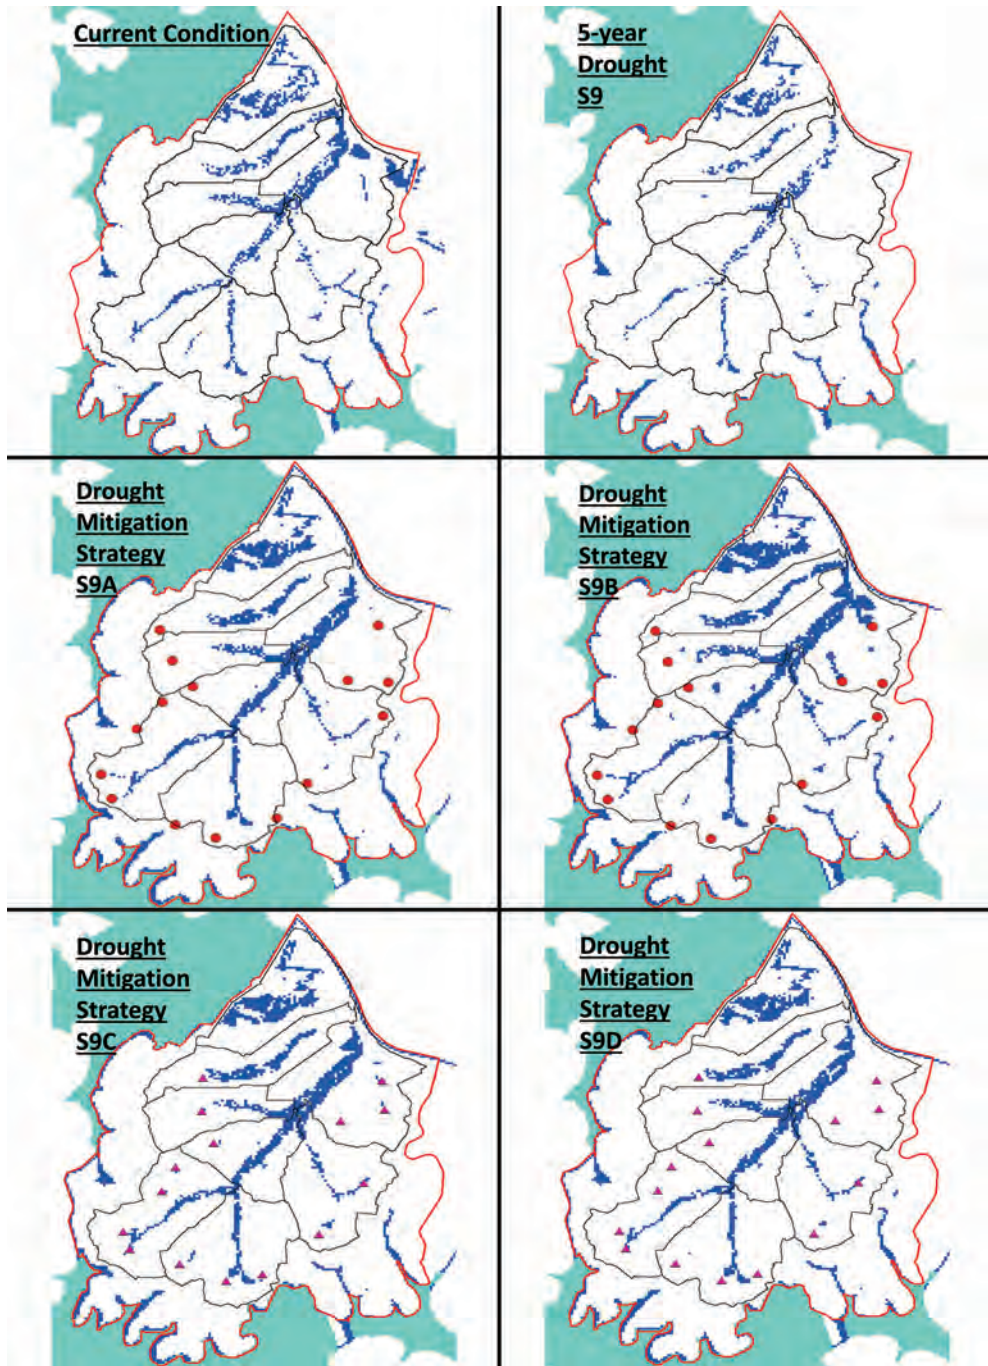 Current Condition
5-year
Drought
S9
Drought
Mitigation
Strategy
S9A
Drought
Mitigation
Strategy
S9B
Drought
Mitigation
Strategy
S9C
Drought
Mitigation
Strategy
S9D